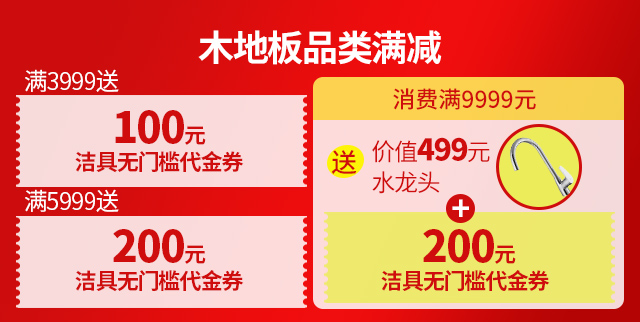 木地板品类满减
满3999送
100元
洁具无门槛代金券
满5999送
200元
洁具无门槛代金券
消费满9999元
送
价值499元
水龙头
+
200元
洁具无门槛代金券